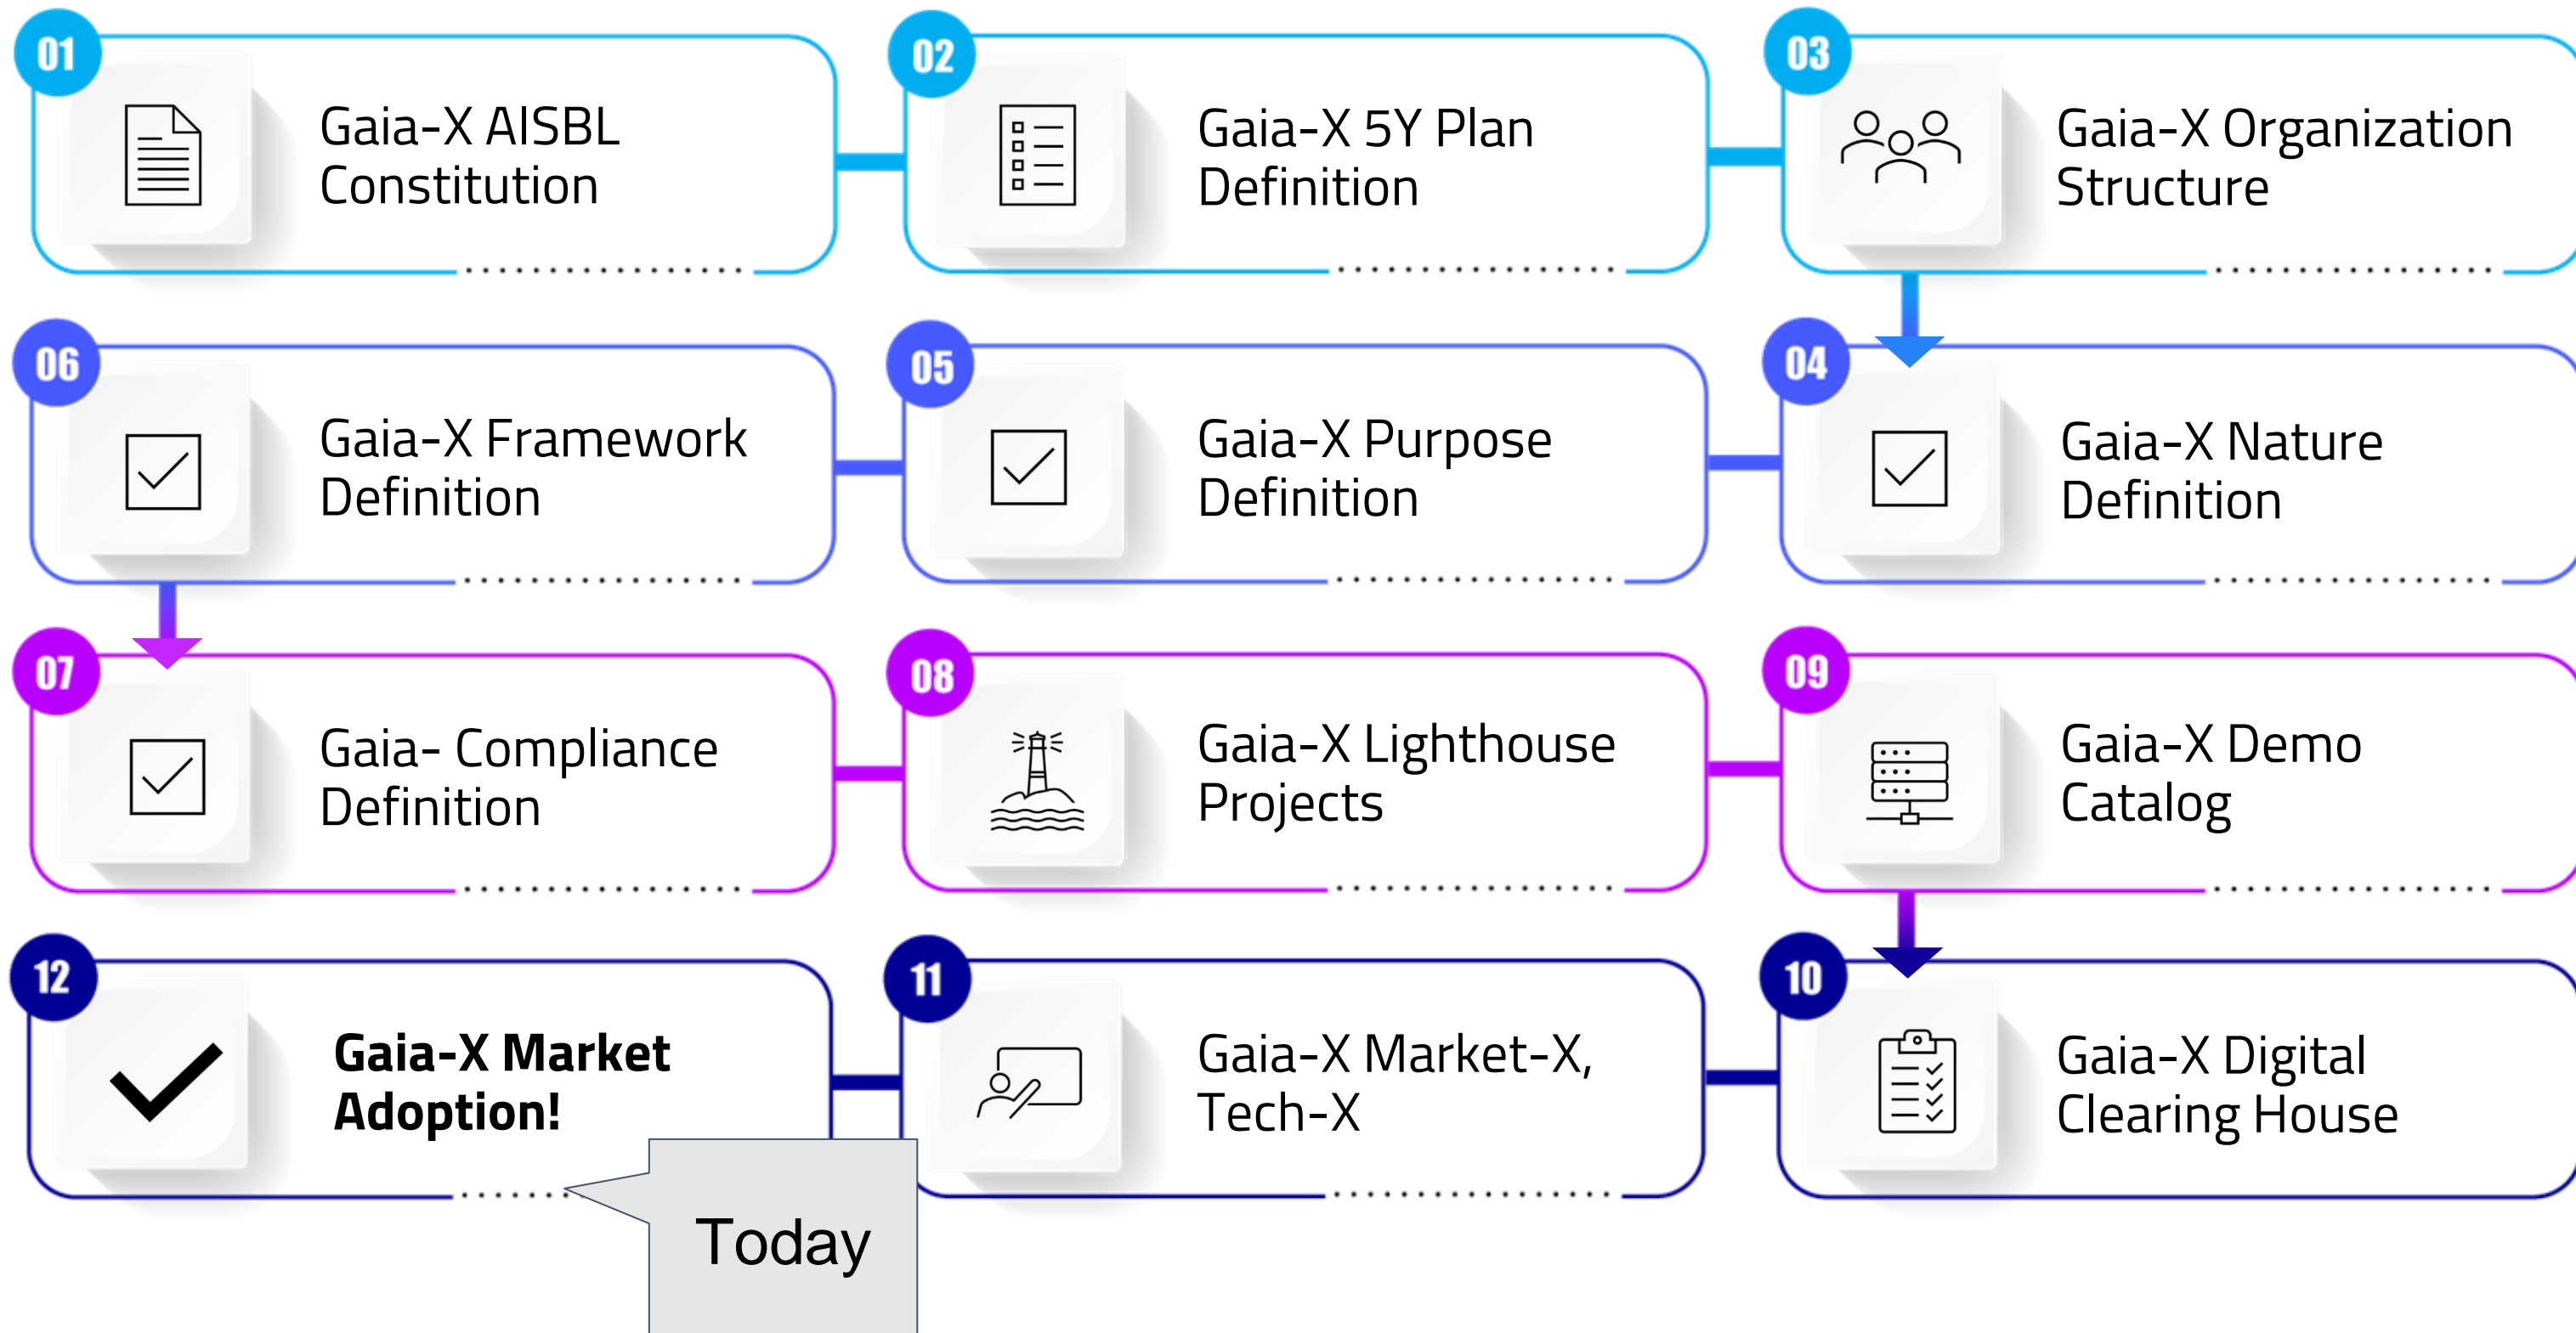 01
Gaia-X AISBL
Constitution
02
Gaia-X 5Y Plan
Definition
03
Gaia-X Organization
Structure
04
Gaia-X Nature
Definition
05
Gaia-X Purpose
Definition
06
Gaia-X Framework
Definition
07
Gaia- Compliance
Definition
08
Gaia-X Lighthouse
Projects
09
Gaia-X Demo
Catalog
10
Gaia-X Digital
Clearing House
11
Gaia-X Market-X,
Tech-X
12
Gaia-X Market
Adoption!
Today